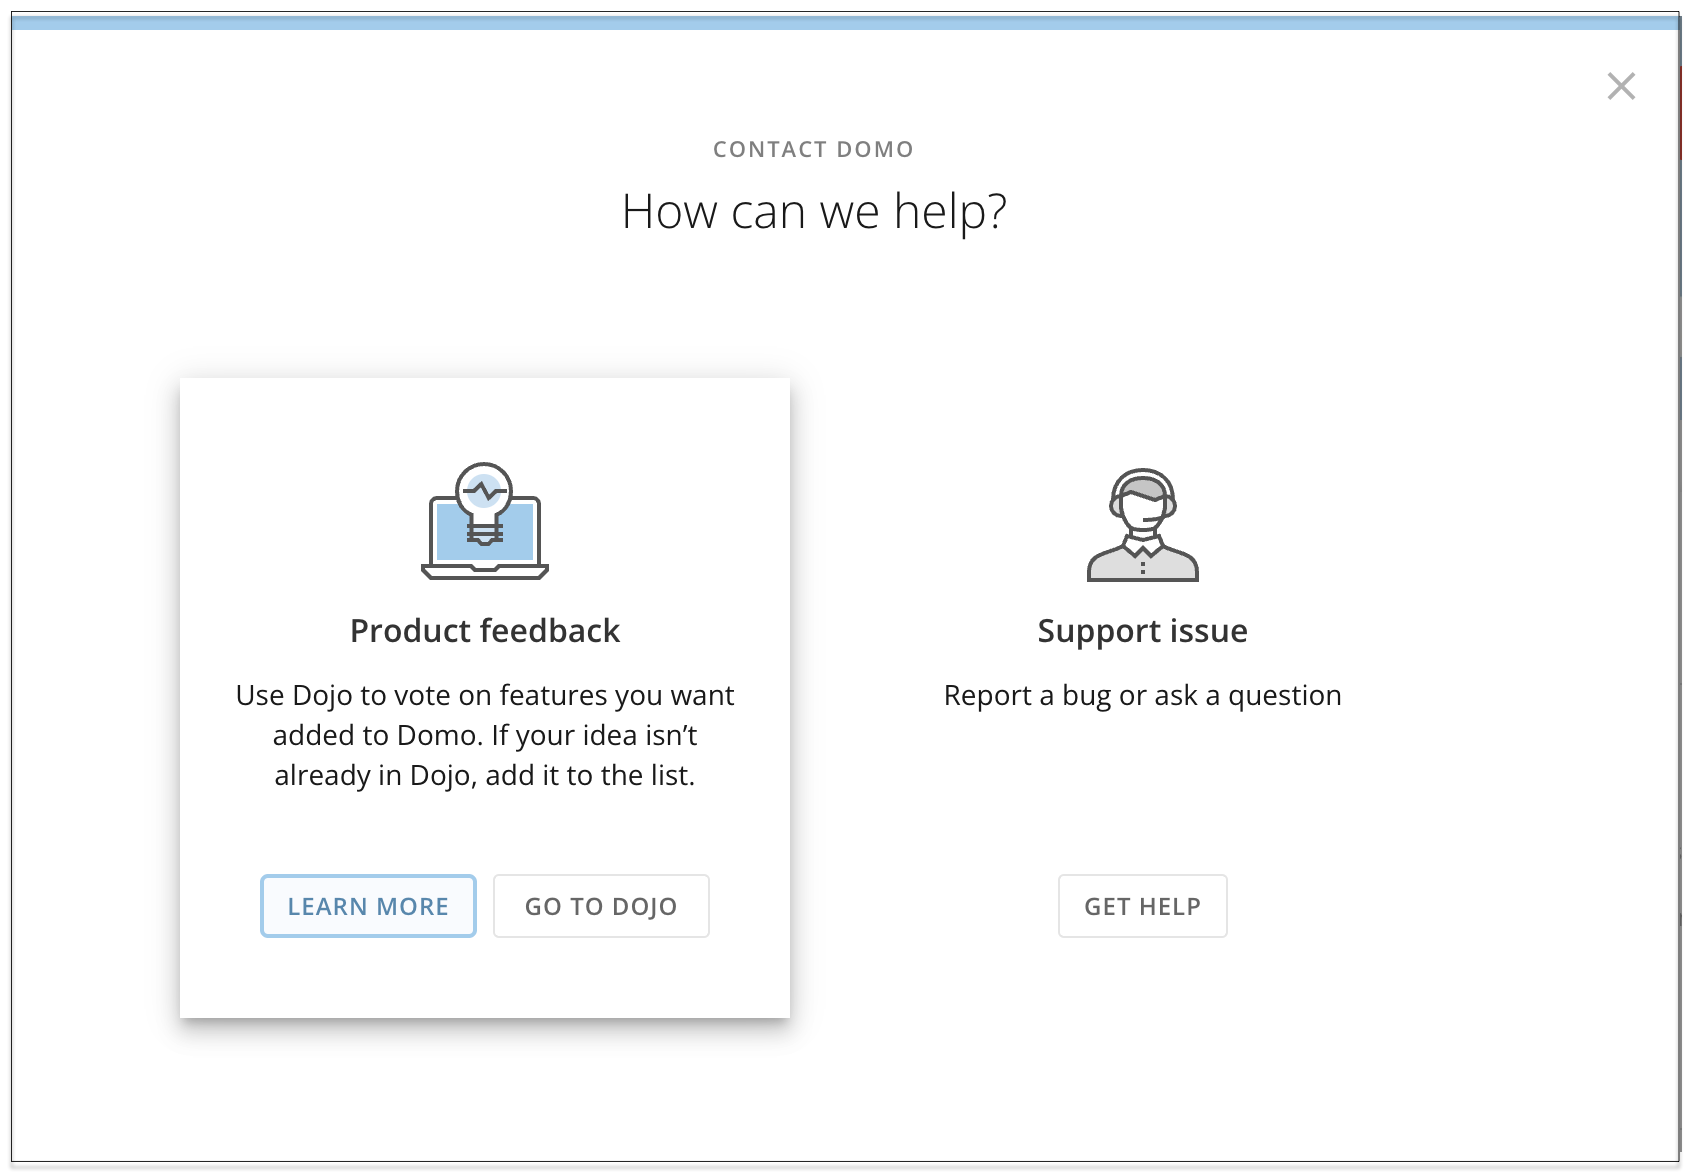 CONTACT DOMO
How can we help?
Product feedback
Use Dojo to vote on features you want
added to Domo. If your idea isn’t
already in Dojo, add it to the list.
LEARN MORE
GO TO DOJO
Support issue
Report a bug or ask a question
GET HELP